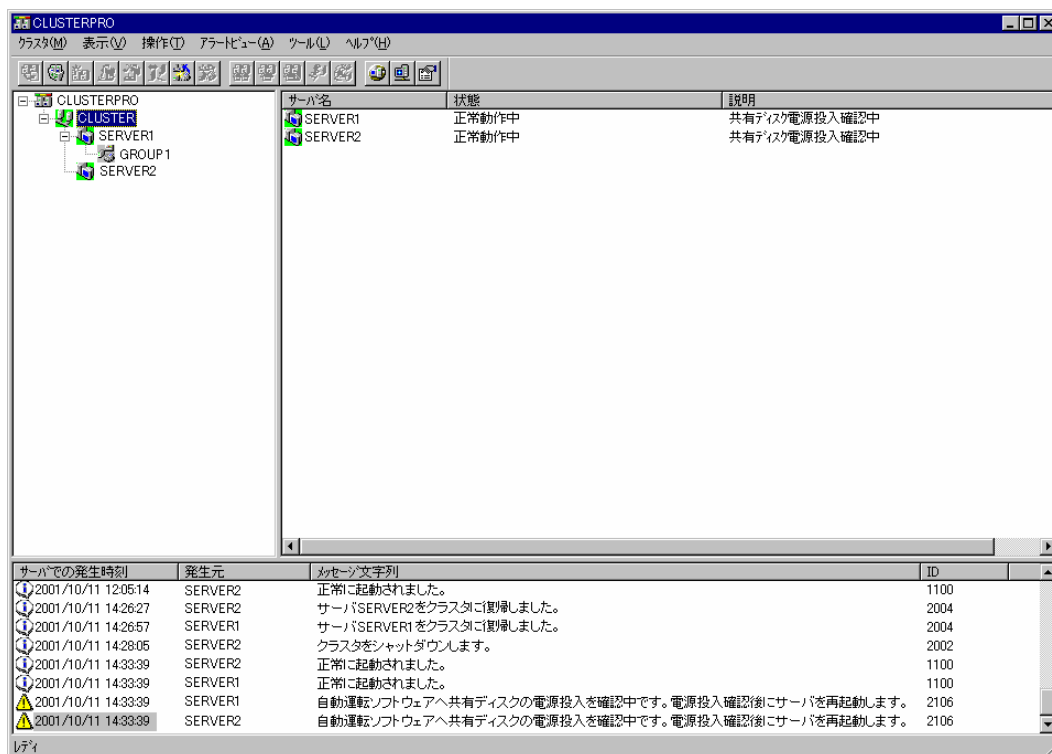 CLUSTERPRO
クラスタ(M) 表示(V) 操作(T) アラートビュー(A) ツール(L) ヘルプ(H)
CLUSTERPRO
CLUSTER
SERVER1
GROUP1
SERVER2
サーバ名 状態 説明
SERVER1 正常動作中 共有ディスク電源投入確認中
SERVER2 正常動作中 共有ディスク電源投入確認中
サーバでの発生時刻 発生元 メッセージ文字列 ID
2001/10/11 12:05:14 SERVER2 正常に起動されました。 1100
2001/10/11 14:26:27 SERVER2 サーバSERVER2をクラスタに復帰しました。 2004
2001/10/11 14:26:57 SERVER1 サーバSERVER1をクラスタに復帰しました。 2004
2001/10/11 14:28:05 SERVER2 クラスタをシャットダウンします。 2002
2001/10/11 14:33:39 SERVER2 正常に起動されました。 1100
2001/10/11 14:33:39 SERVER1 正常に起動されました。 1100
2001/10/11 14:33:39 SERVER1 自動運転ソフトウェアへ共有ディスクの電源投入を確認中です。電源投入確認後にサーバを再起動します。 2106
2001/10/11 14:33:39 SERVER2 自動運転ソフトウェアへ共有ディスクの電源投入を確認中です。電源投入確認後にサーバを再起動します。 2106
レディ